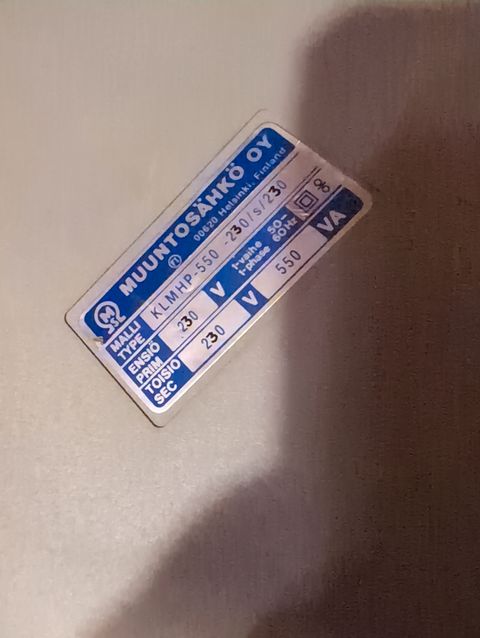 MUUNTOSÄHKÖ OY
00620 Helsinki, Finland
MALLI
TYPE
KLMHP-550 -230/s/230
ENSIÖ
PRIM
230 V
1-vaihe
1-phase
50-
60Hz
TOISIO
SEC
230 V
550 VA